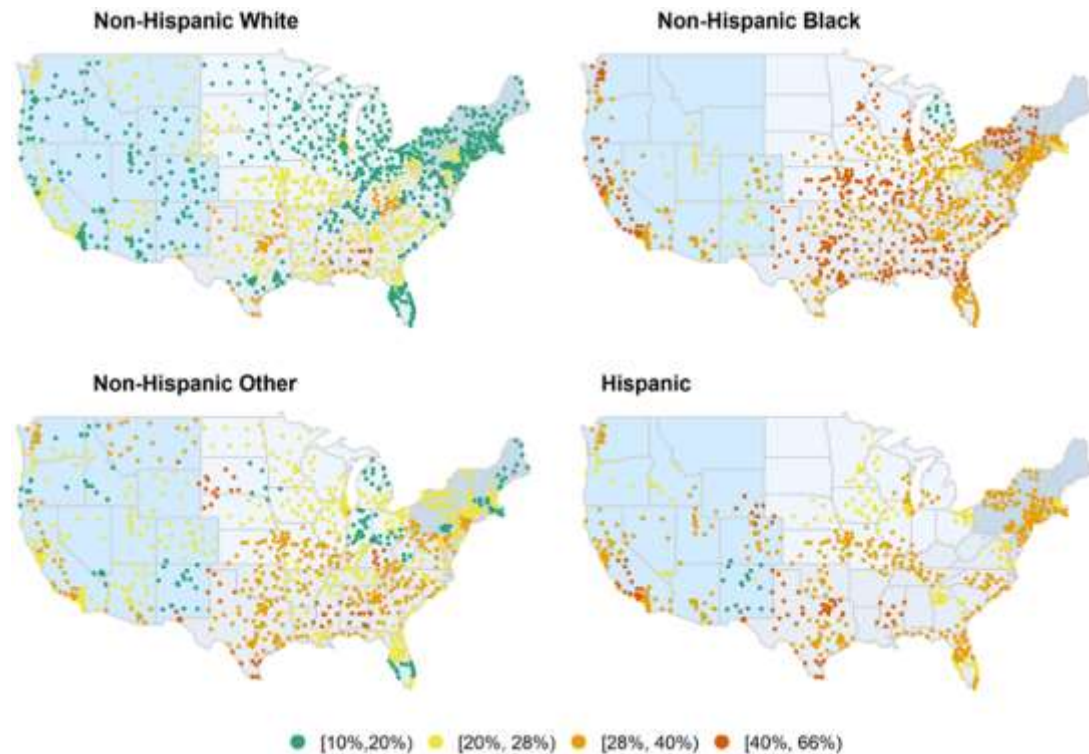 Non-Hispanic White
Non-Hispanic Black
Non-Hispanic Other
Hispanic
[10%,20%)
[20%, 28%)
[28%, 40%)
[40%, 66%)